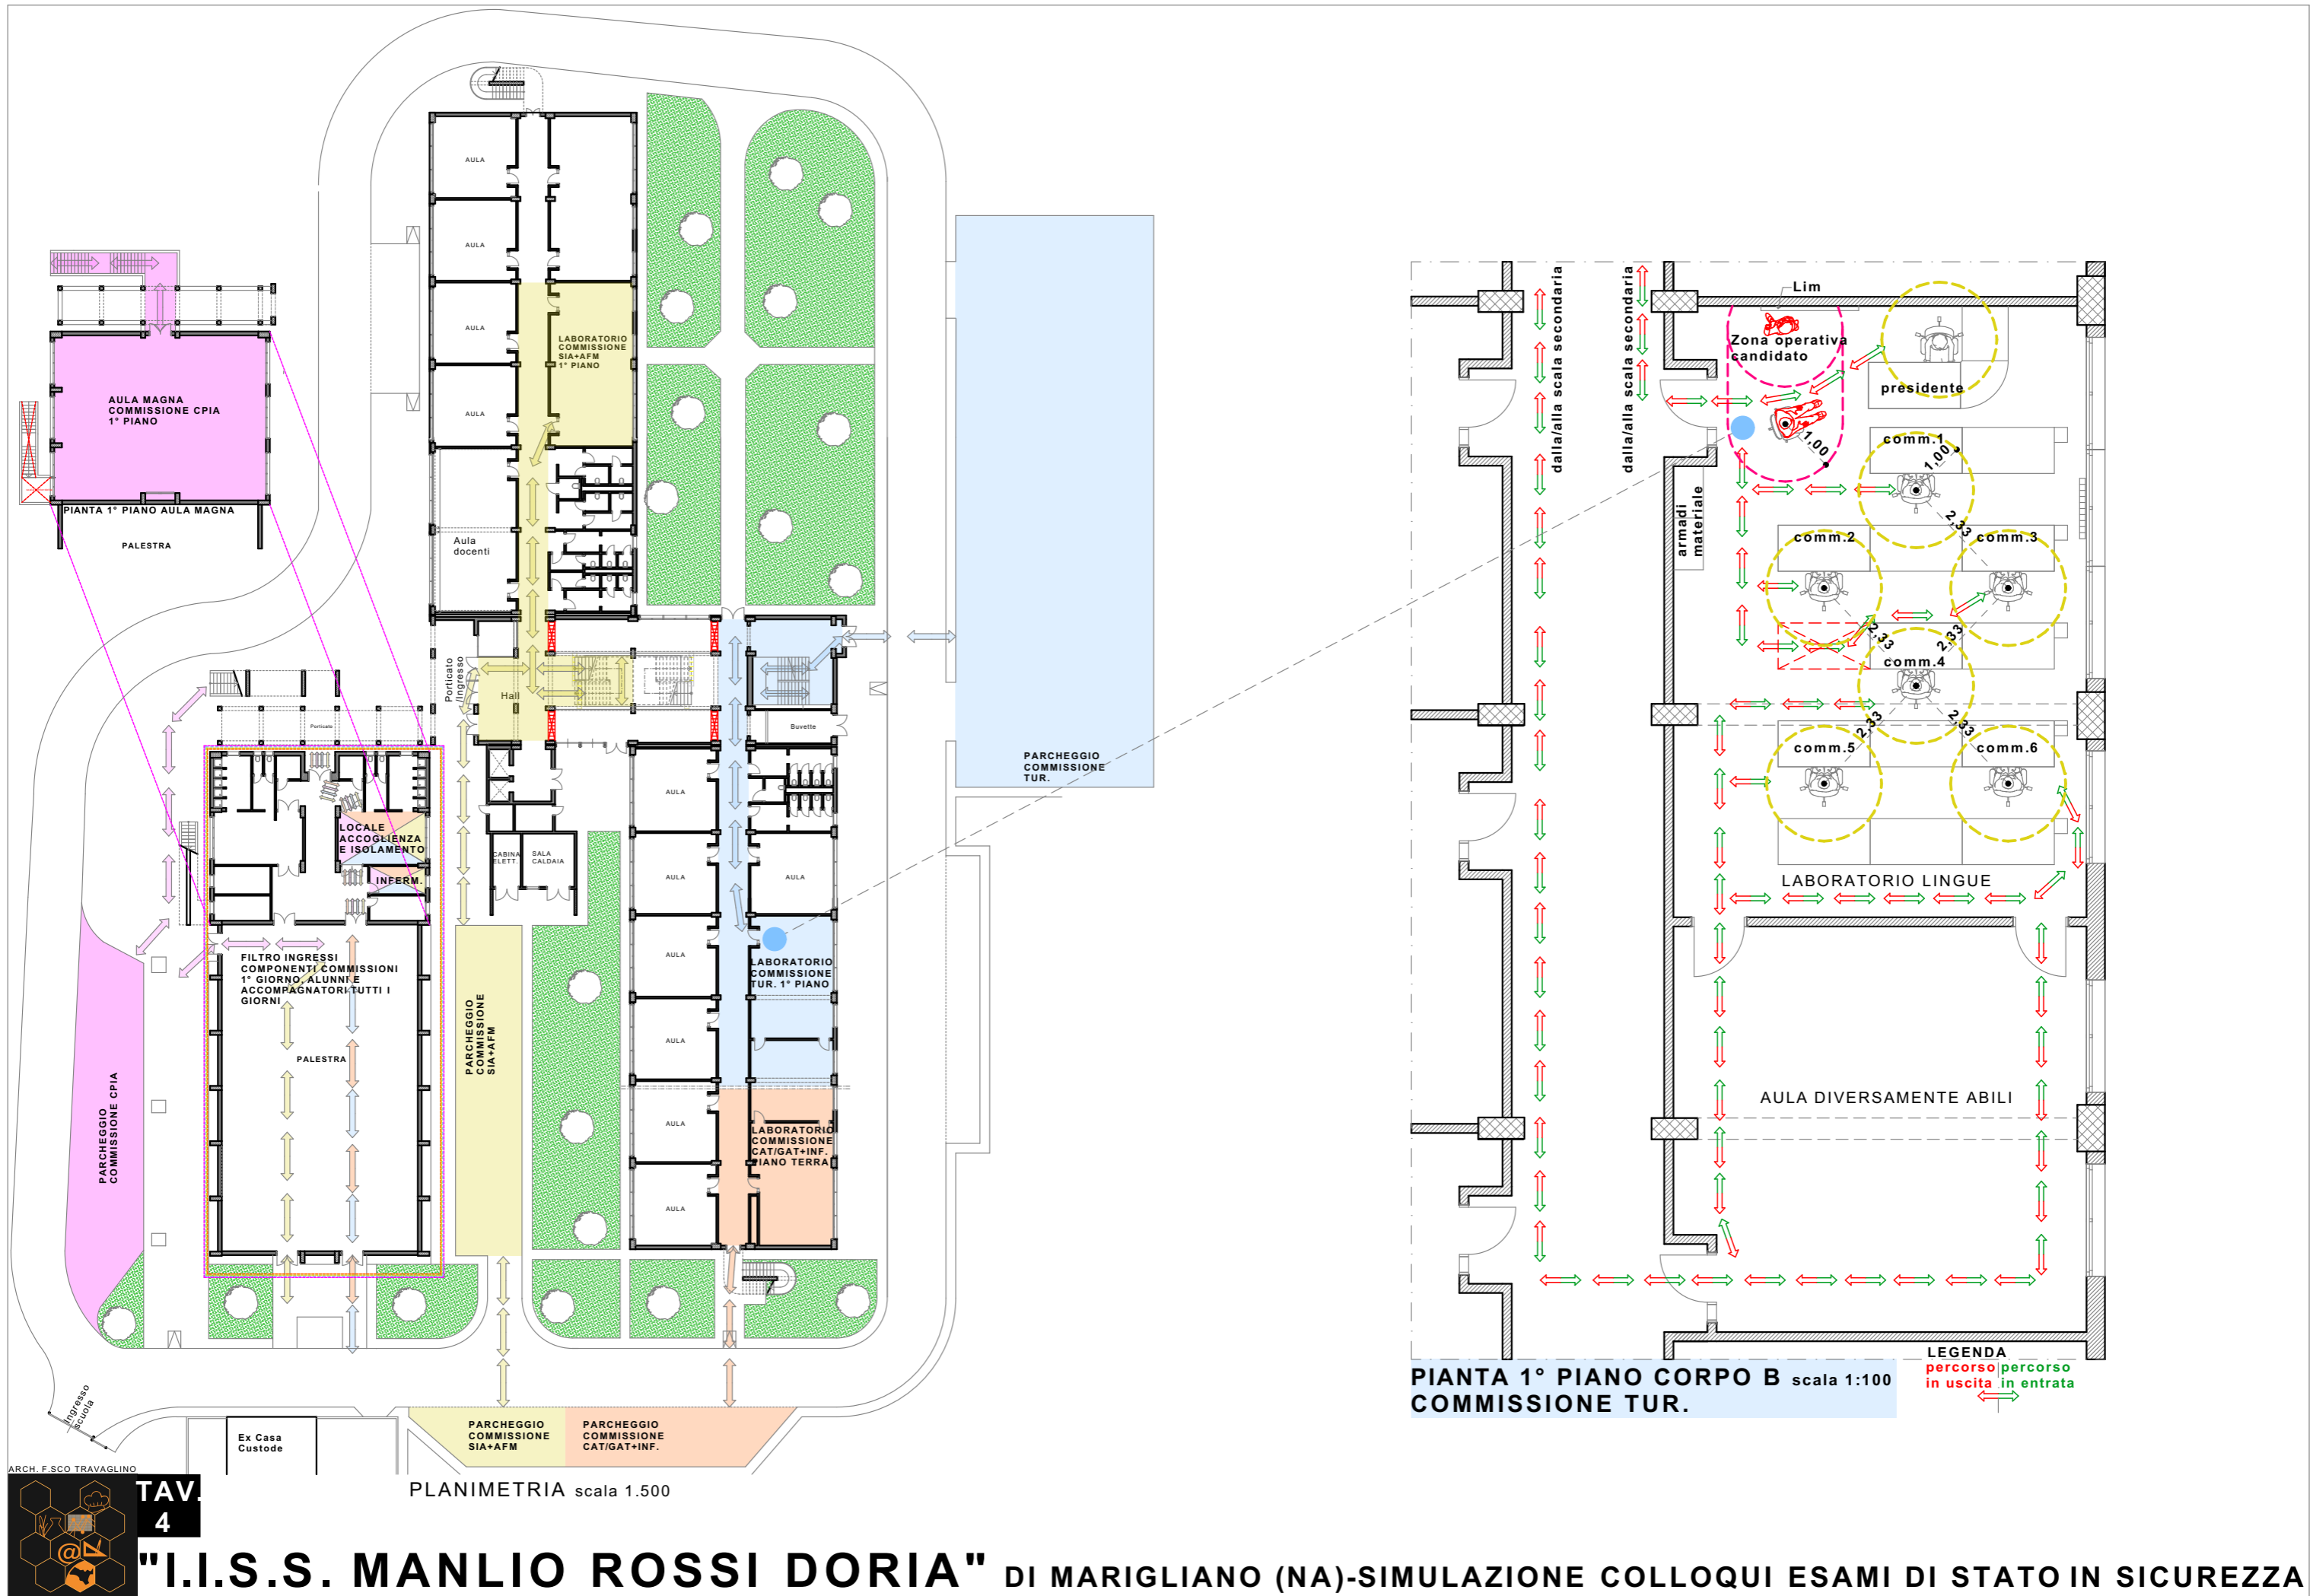 AULA
AULA
AULA
AULA
LABORATORIO
COMMISSIONE
SIA+AFM
1° PIANO
AULA MAGNA
COMMISSIONE CPIA
1° PIANO
PIANTA 1° PIANO AULA MAGNA
PALESTRA
Aula
docenti
Porticato
/Ingresso
Hall
Buvette
Porticato
PARCHEGGIO
COMMISSIONE
TUR.
LOCALE
ACCOGLIENZA
E ISOLAMENTO
INFERM.
CABINA
ELETT.
SALA
CALDAIA
AULA
AULA
AULA
AULA
AULA
AULA
AULA
FILTRO INGRESSI
COMPONENTI COMMISSIONI
1° GIORNO, ALUNNI E
ACCOMPAGNATORI TUTTI I
GIORNI
PALESTRA
PARCHEGGIO
COMMISSIONE
SIA+AFM
PARCHEGGIO
COMMISSIONE CPIA
LABORATORIO
COMMISSIONE
TUR. 1° PIANO
LABORATORIO
COMMISSIONE
CAT/GAT+INF.
PIANO TERRA
Ingresso
scuola
Ex Casa
Custode
PARCHEGGIO
COMMISSIONE
SIA+AFM
PARCHEGGIO
COMMISSIONE
CAT/GAT+INF.
PLANIMETRIA scala 1.500
dalla/alla scala secondaria
dalla/alla scala secondaria
Lim
Zona operativa
candidato
presidente
1,00
comm.1
1,00
armadi
materiale
2,33
comm.2
comm.3
2,33
2,33
comm.4
2,33
2,33
comm.5
comm.6
LABORATORIO LINGUE
AULA DIVERSAMENTE ABILI
LEGENDA
percorso percorso
in uscita in entrata
PIANTA 1° PIANO CORPO B scala 1:100
COMMISSIONE TUR.
ARCH. F.SCO TRAVAGLINO
TAV.
4
@
"I.I.S.S. MANLIO ROSSI DORIA" DI MARIGLIANO (NA)-SIMULAZIONE COLLOQUI ESAMI DI STATO IN SICUREZZA